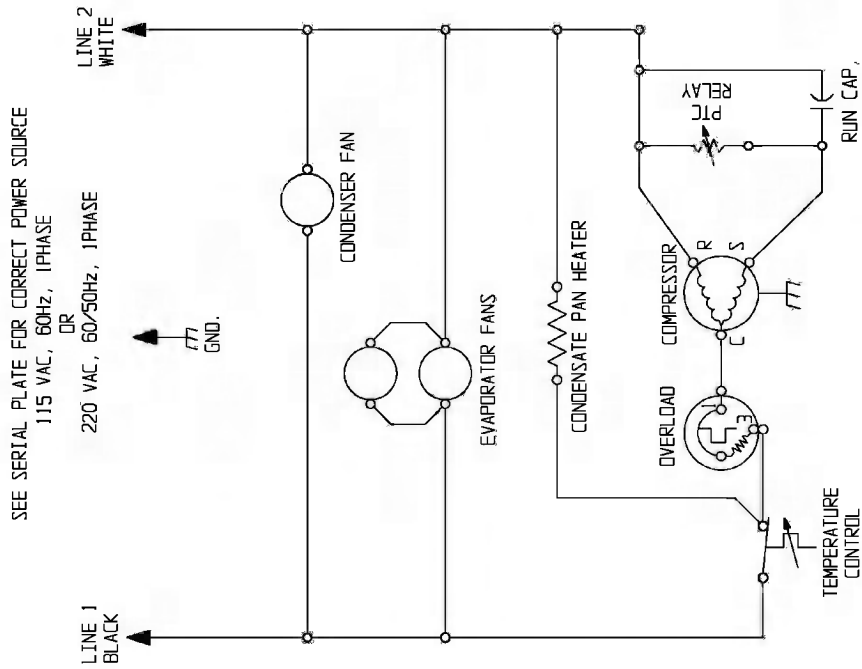 SEE SERIAL PLATE FOR CORRECT POWER SOURCE
115 VAC, 60Hz, 1PHASE
OR
220 VAC, 60/50Hz, 1PHASE
LINE 1
BLACK
GND.
LINE 2
WHITE
CONDENSER FAN
EVAPORATOR FANS
CONDENSATE PAN HEATER
TEMPERATURE
CONTROL
OVERLOAD
1
3
COMPRESSOR
C
R
S
PTC
RELAY
RUN CAP.